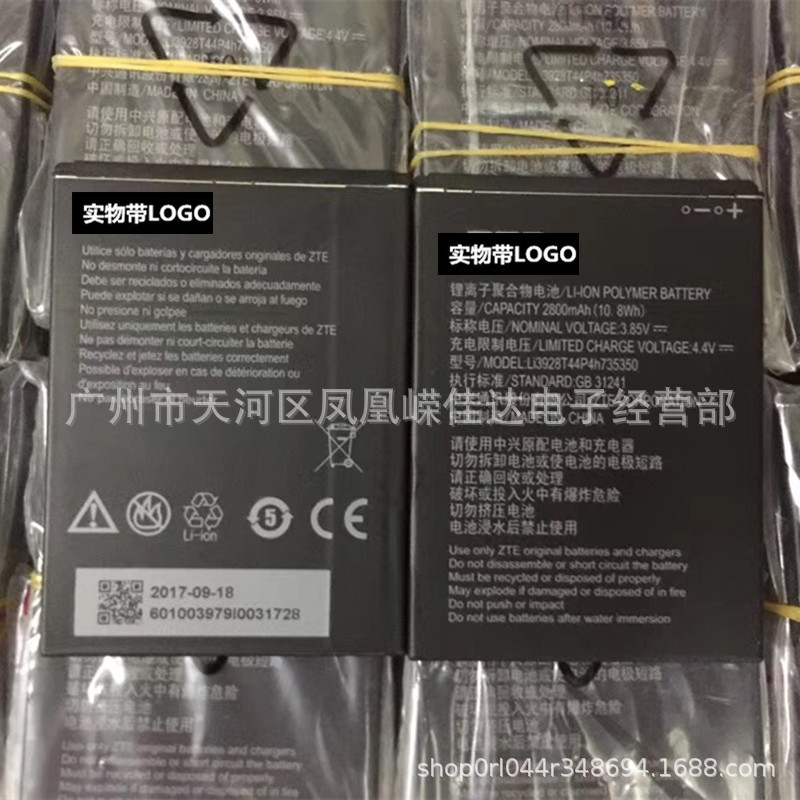 实物带LOGO
Utilice sólo baterías y cargadores originales de ZTE
No desmonte ni cortocircuite la batería
Debe ser reciclados o eliminados adecuadamente
Puede explotar si se dañan o se arroja al fuego
No presione ni golpee
Utilisez uniquement les batteries et chargeurs de ZTE
Ne pas démonter ni court-circuiter la batterie
Recyclez et jetez les batteries correctement
Possible d'exploser en cas de détérioration ou
d'exposition au feu
Li-ion
5
CE
2017-09-18
601003979I0031728
实物带LOGO
锂离子聚合物电池/LI-ION POLYMER BATTERY
容量/CAPACITY 2800mAh(10.8Wh)
标称电压/NOMINAL VOLTAGE:3.85V
充电限制电压/LIMITED CHARGE VOLTAGE:4.4V
型号/MODEL:Li3928T44P4h735350
执行标准/STANDARD:GB 31241
请使用中兴原配电池和充电器
切勿拆卸电池或使电池的电极短路
请正确回收或处理
破坏或投入火中有爆炸危险
切勿挤压电池
电池浸水后禁止使用
Use only ZTE original batteries and chargers
Do not disassemble or short circuit the battery
Must be recycled or disposed of properly
May explode if damaged or disposed of in fire
Do not push or impact
Do not use batteries after water immersion
广州市天河区凤凰嵘佳达电子经营部
shop0rl044r348694.1688.com